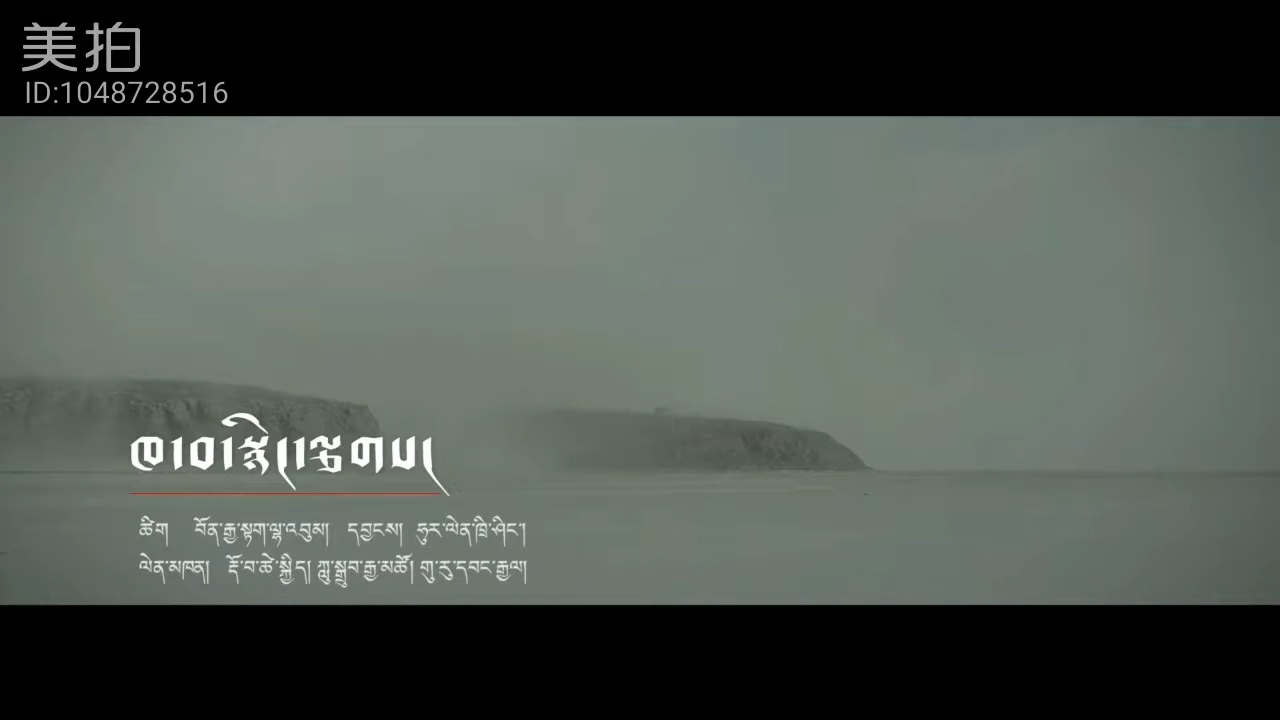 美拍
ID:1048728516
ཚིག བོན་རྒྱ་སྟག་ལྷ་འབུམ། དབྱངས། ཧུར་ལེན་ཁྲི་ཤིང་།
ལེན་མཁན། རྡོ་བ་ཚེ་སྐྱིད། ཀླུ་སྒྲུབ་རྒྱ་མཚོ། གུ་རུ་དབང་རྒྱལ།